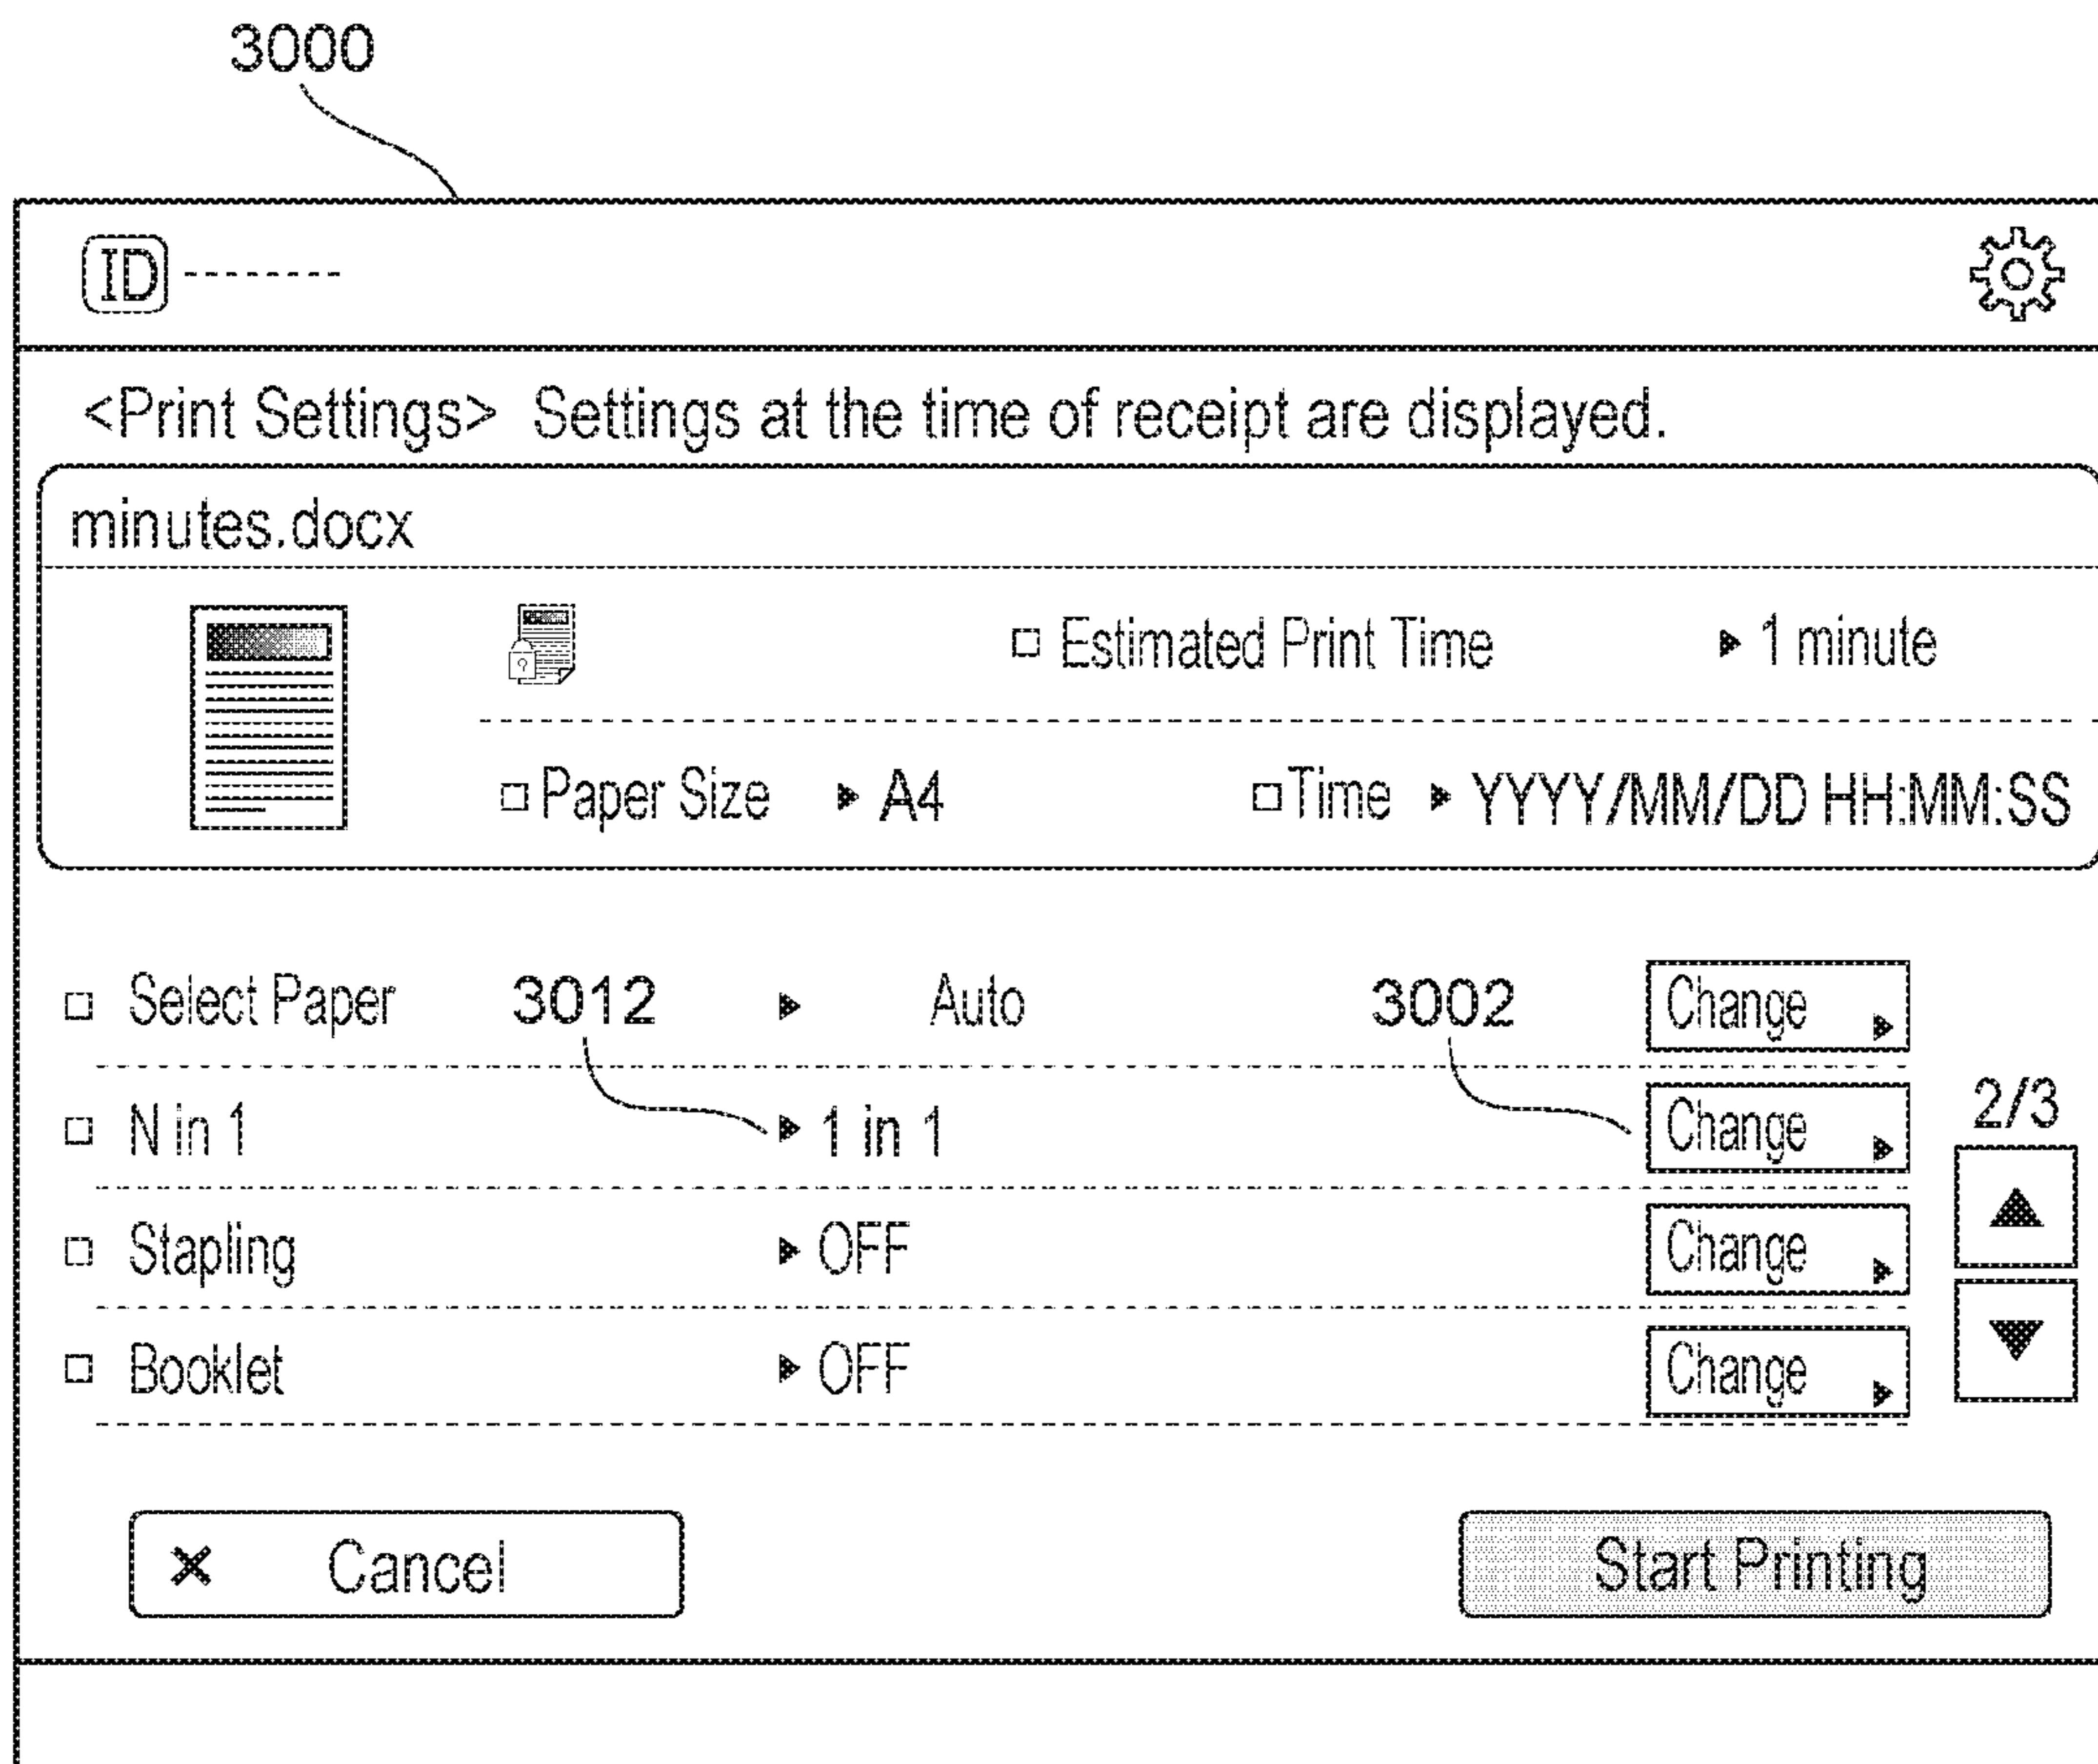 3000
ID --------
<Print Settings> Settings at the time of receipt are displayed.
minutes.docx
Estimated Print Time 1 minute
Paper Size A4 Time YYYY/MM/DD HH:MM:SS
Select Paper 3012 Auto 3002 Change
N in 1 1 in 1 Change
2/3
Stapling OFF Change
Booklet OFF Change
× Cancel Start Printing